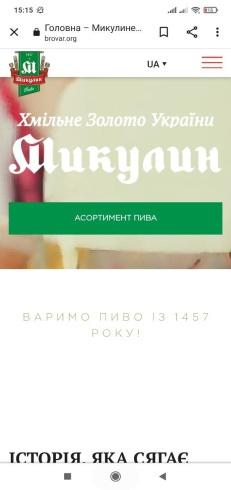 15:15
Головна – Микулине...
brovar.org
Микулин
UA
Хмільне Золото України
Микулин
АСОРТИМЕНТ ПИВА
ВАРИМО ПИВО ІЗ 1457
РОКУ!
ІСТОРІЯ, ЯКА СЯГАЄ